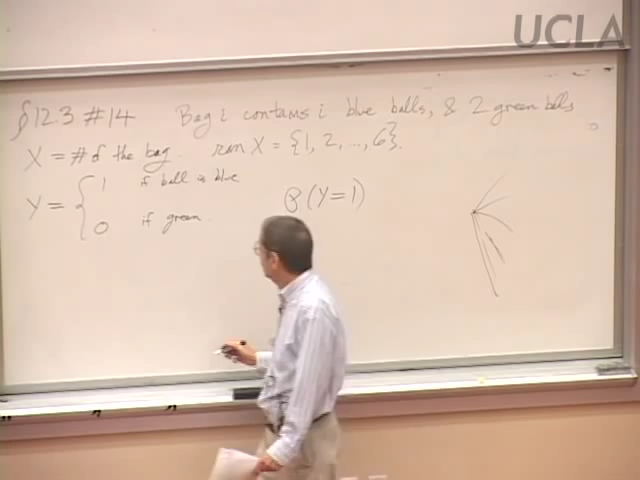 UCLA
§12.3 #14 Bag i contains i blue balls, & 2 green balls
X = # of the bag. ran X = {1, 2, .., 6}.
Y = { 1 if ball is blue
0 if green.
P(Y=1)